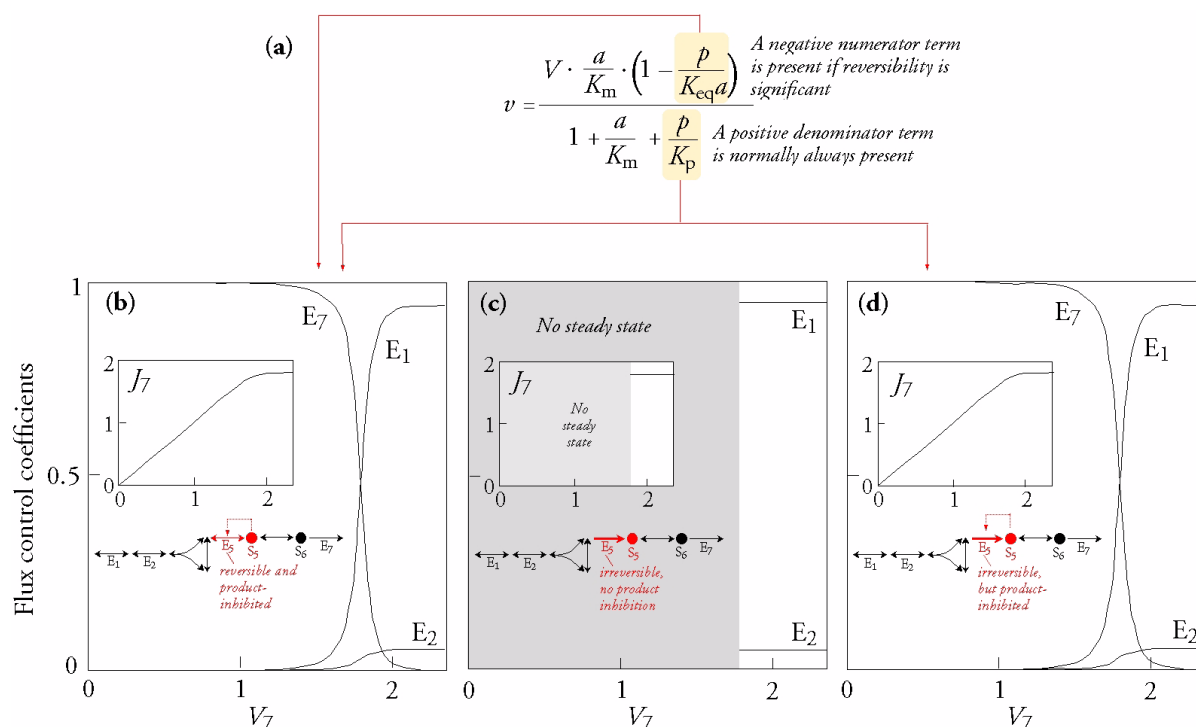 (a)
A negative numerator term
is present if reversibility is
significant
v = V · a/Km · (1 − p/Keq a) / 1 + a/Km + p/Kp
A positive denominator term
is normally always present
Flux control coefficients
1
0.5
0
(b)
E7
E1
E2
J7
2
1
0
0 1 2
E1 E2 E5 S5 S6 E7
reversible and
product-
inhibited
0 1 2
V7
(c)
No steady state
E1
E2
J7
2
1
0
No
steady
state
0 1 2
E1 E2 E5 S5 S6 E7
irreversible,
no product
inhibition
0 1 2
V7
(d)
E7
E1
E2
J7
2
1
0
0 1 2
E1 E2 E5 S5 S6 E7
irreversible,
but product-
inhibited
0 1 2
V7